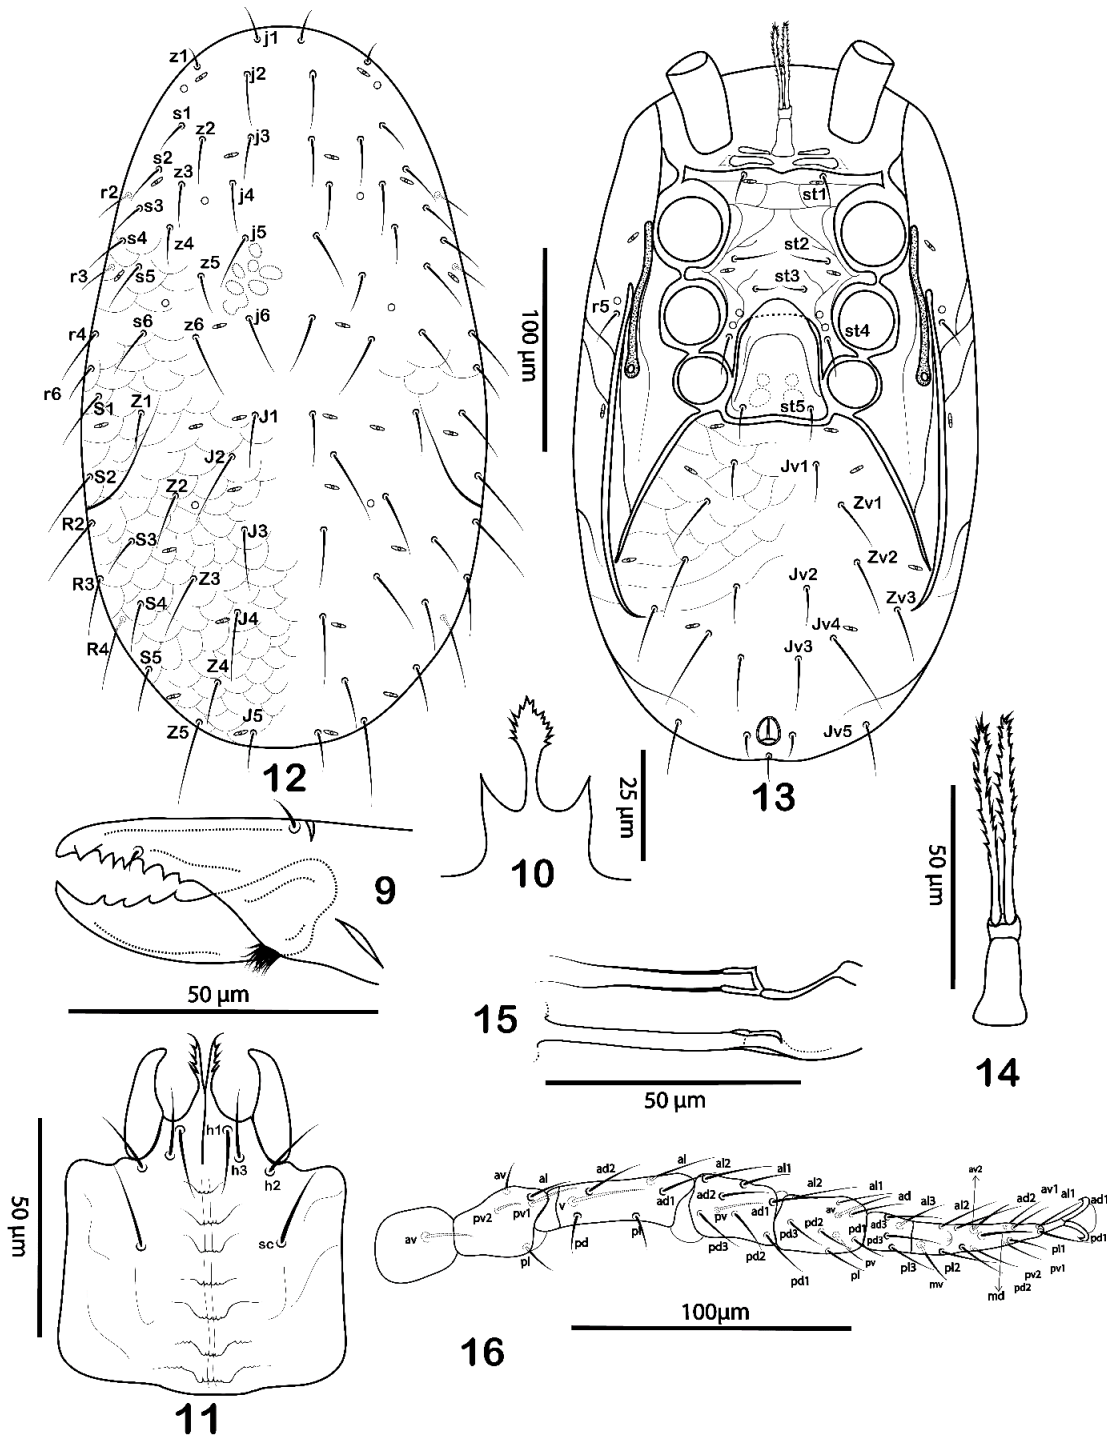 j1
z1
j2
s1
z2
j3
s2
z3
r2
j4
s3
s4
z4
j5
r3
s5
z5
s6
z6
j6
r4
r6
S1
Z1
J1
J2
S2
Z2
R2
S3
J3
R3
Z3
S4
J4
R4
S5
Z4
Z5
J5
12
100 µm
st1
st2
st3
r5
st4
st5
Jv1
Zv1
Zv2
Jv2
Zv3
Jv4
Jv3
Jv5
13
10
25 µm
9
50 µm
14
50 µm
15
50 µm
h1
h3
h2
sc
50 µm
11
av
av
pv2
pv1
al
pl
v
ad2
al
ad1
pd
pl
al2
al1
ad2
pv
ad1
pd3
pd2
pd1
al2
al1
av
ad
pd3
pd2
pd1
pl
pv
ad3
pd3
al3
al2
av2
ad2
av1
al1
ad1
pd1
pl1
pv1
pv2
pd2
md
pl2
mv
pl3
100µm
16